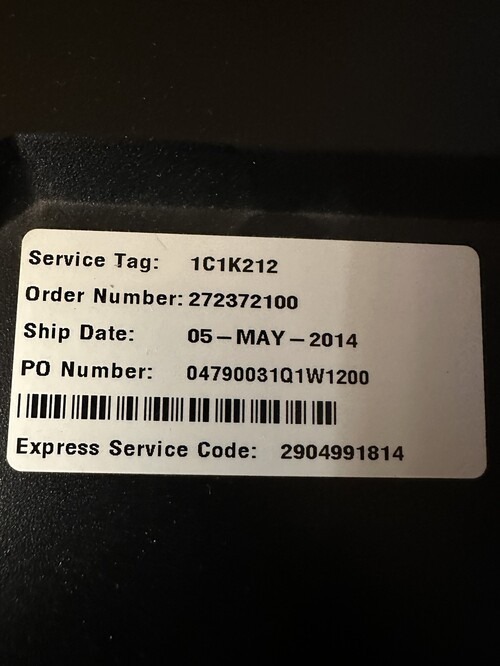 Service Tag: 1C1K212
Order Number: 272372100
Ship Date: 05-MAY-2014
PO Number: 04790031Q1W1200
Express Service Code: 2904991814